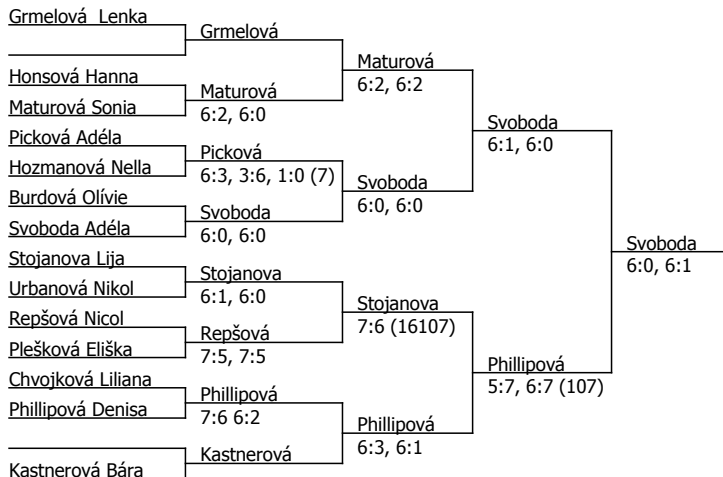 Grmelová  Lenka
Honsová Hanna
Maturová Sonia
Picková Adéla
Hozmanová Nella
Burdová Olívie
Svoboda Adéla
Stojanova Lija
Urbanová Nikol
Repšová Nicol
Plešková Eliška
Chvojková Liliana
Phillipová Denisa
Kastnerová Bára
Grmelová
Maturová
6:2, 6:0
Picková
6:3, 3:6, 1:0 (7)
Svoboda
6:0, 6:0
Stojanova
6:1, 6:0
Repšová
7:5, 7:5
Phillipová
7:6 6:2
Kastnerová
Maturová
6:2, 6:2
Svoboda
6:0, 6:0
Stojanova
7:6 (16107)
Phillipová
6:3, 6:1
Svoboda
6:1, 6:0
Phillipová
5:7, 6:7 (107)
Svoboda
6:0, 6:1